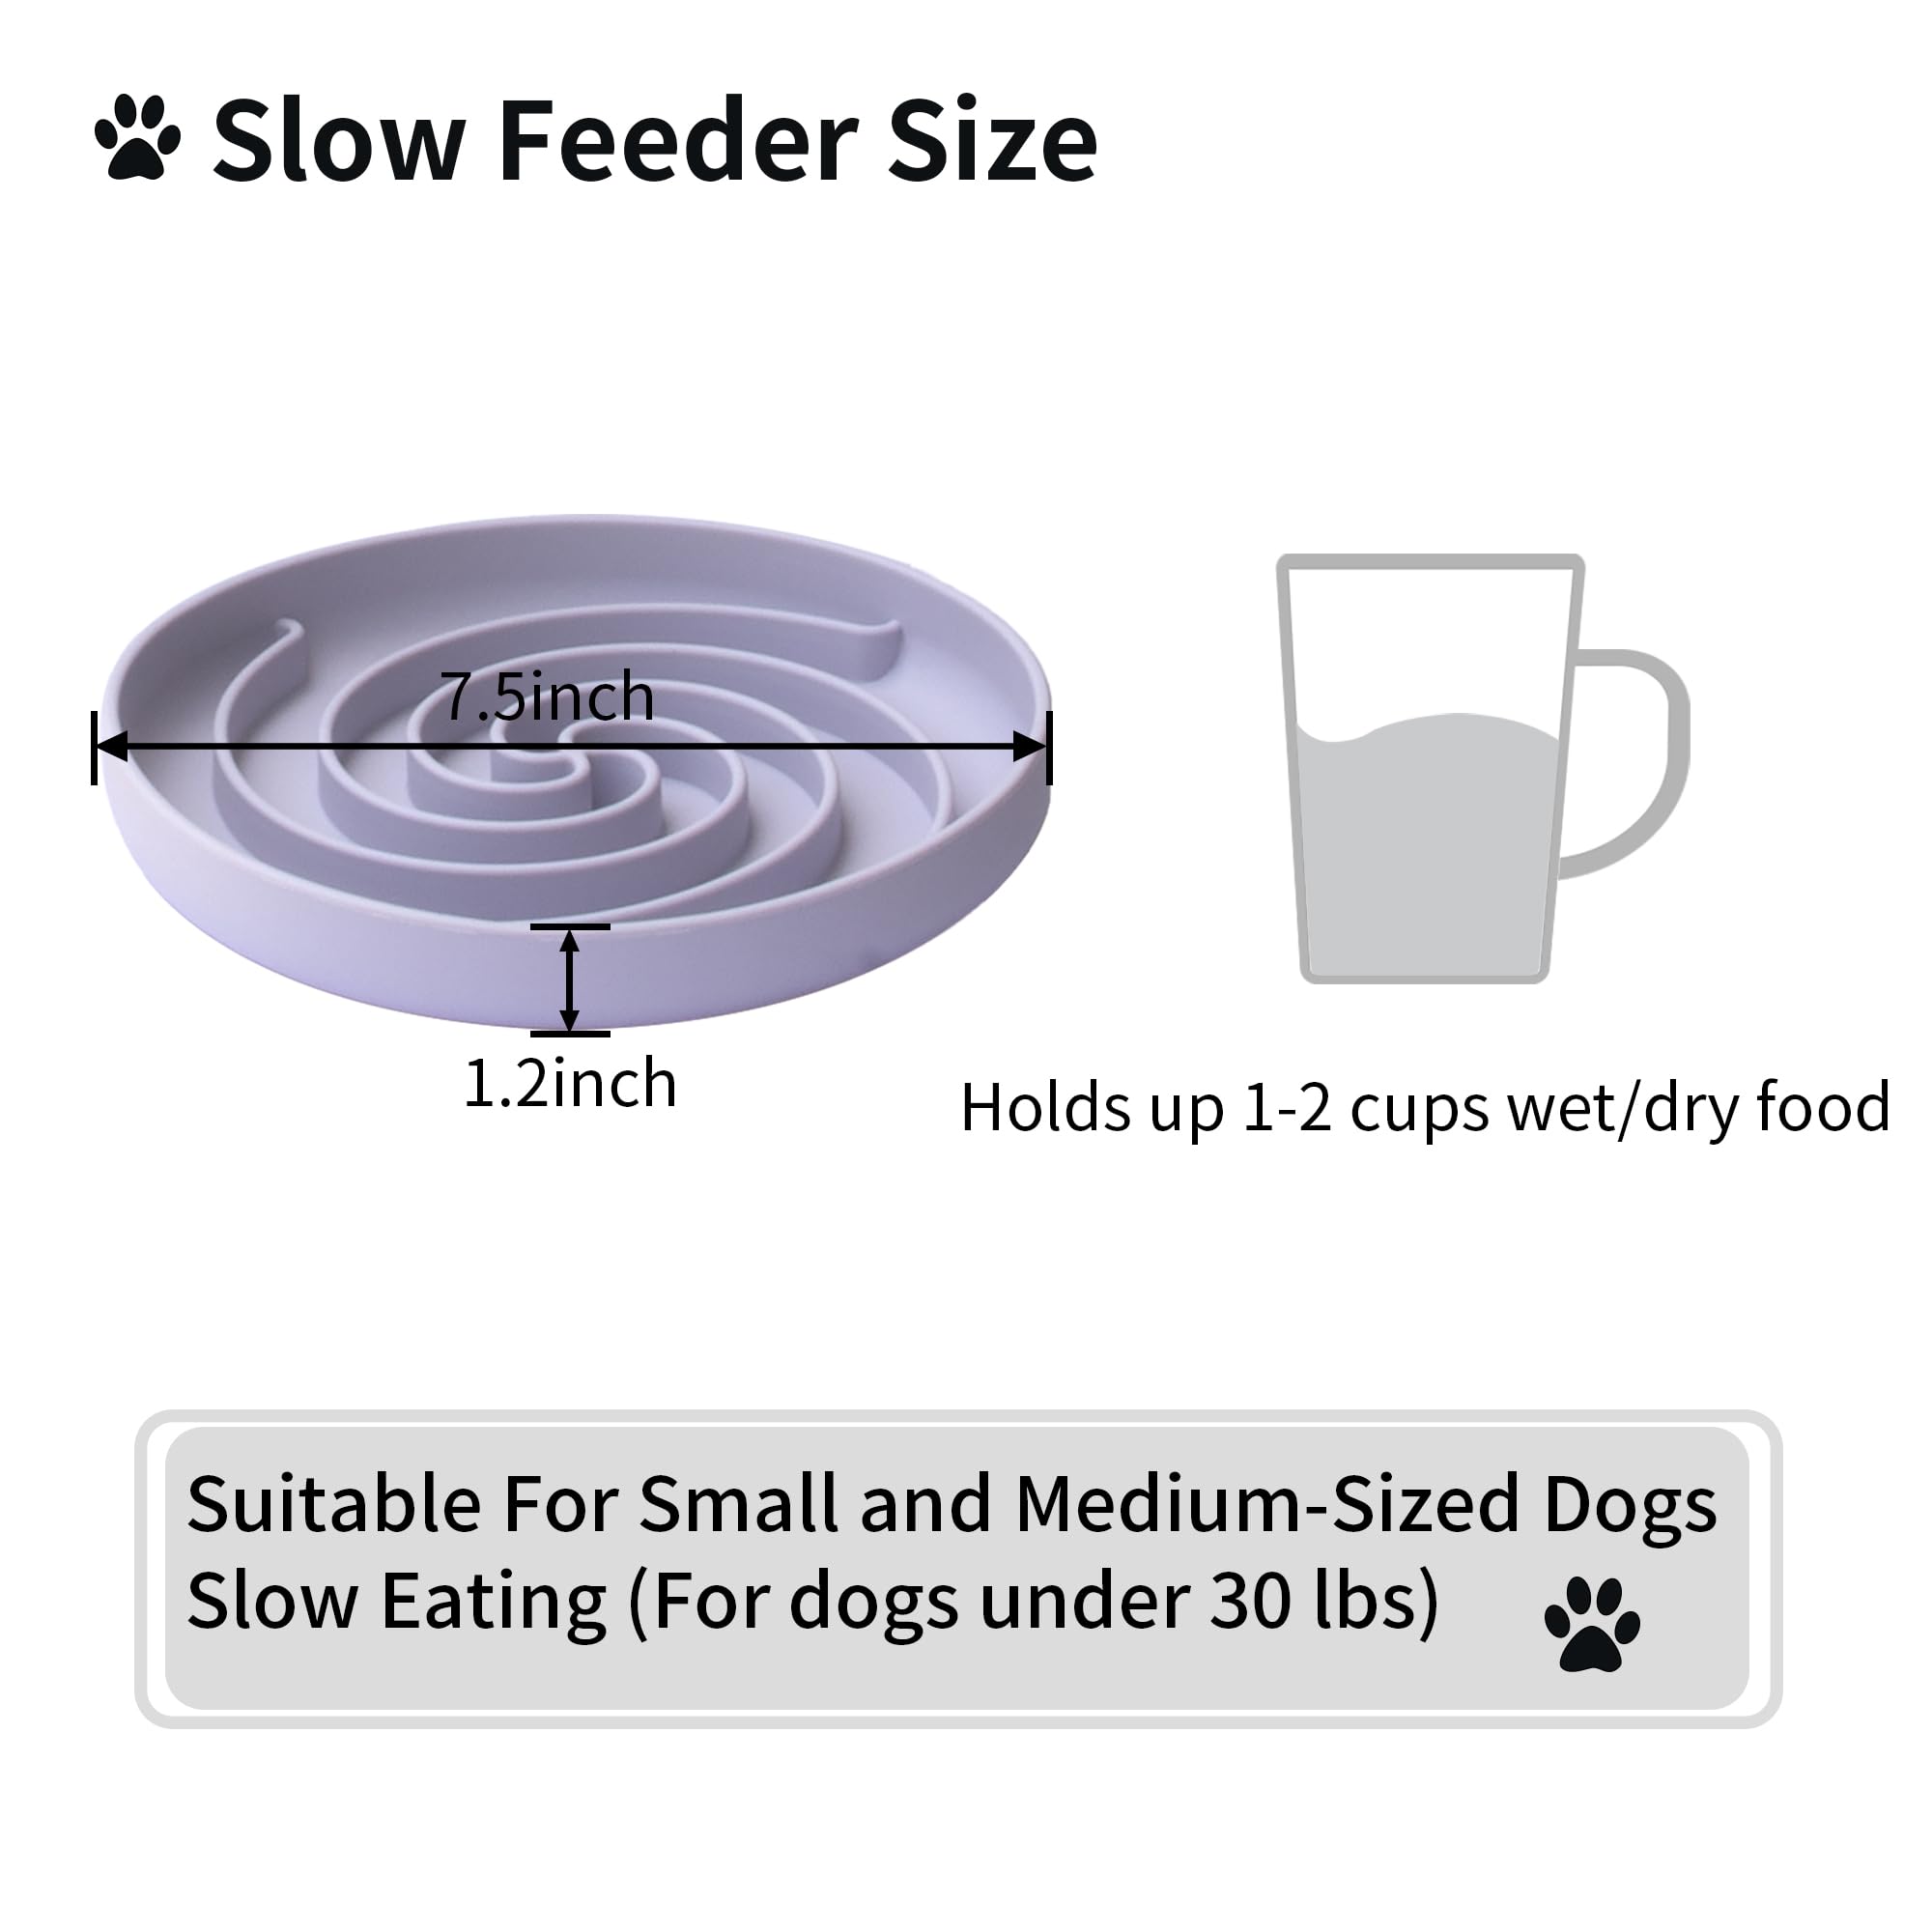 Slow Feeder Size
7.5inch
1.2inch
Holds up 1-2 cups wet/dry food
Suitable For Small and Medium-Sized Dogs
Slow Eating (For dogs under 30 lbs)